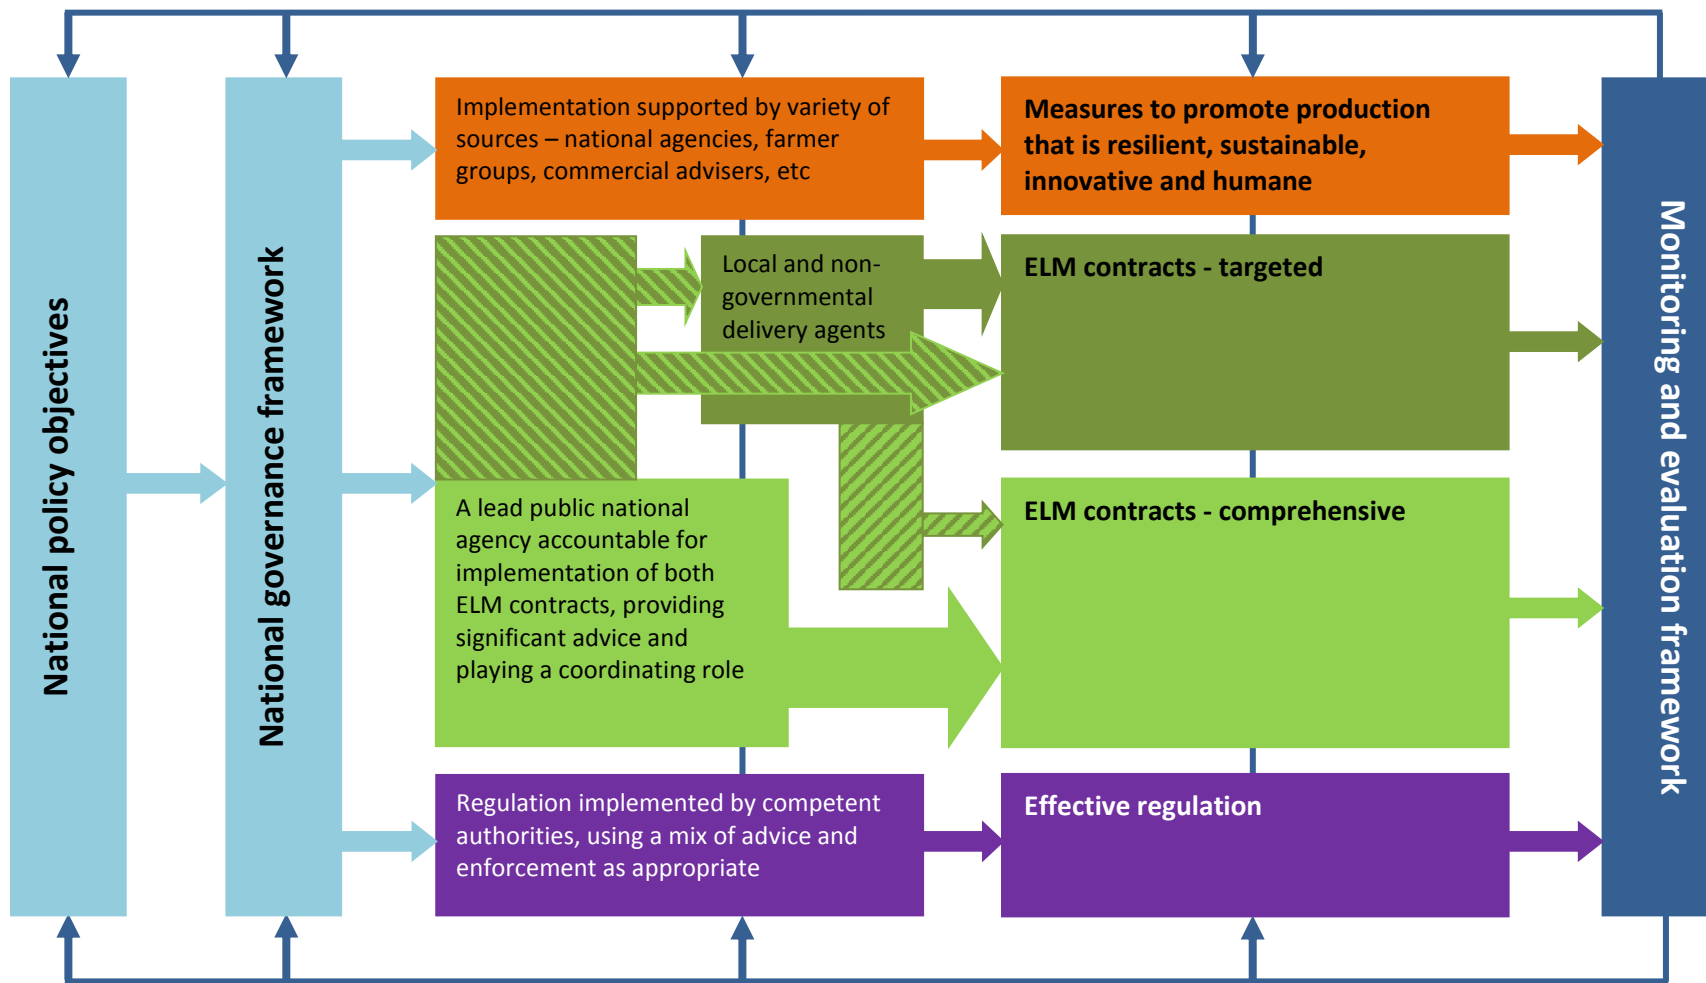 National policy objectives
National governance framework
Implementation supported by variety of
sources – national agencies, farmer
groups, commercial advisers, etc
Measures to promote production
that is resilient, sustainable,
innovative and humane
Local and non-
governmental
delivery agents
ELM contracts - targeted
A lead public national
agency accountable for
implementation of both
ELM contracts, providing
significant advice and
playing a coordinating role
ELM contracts - comprehensive
Regulation implemented by competent
authorities, using a mix of advice and
enforcement as appropriate
Effective regulation
Monitoring and evaluation framework